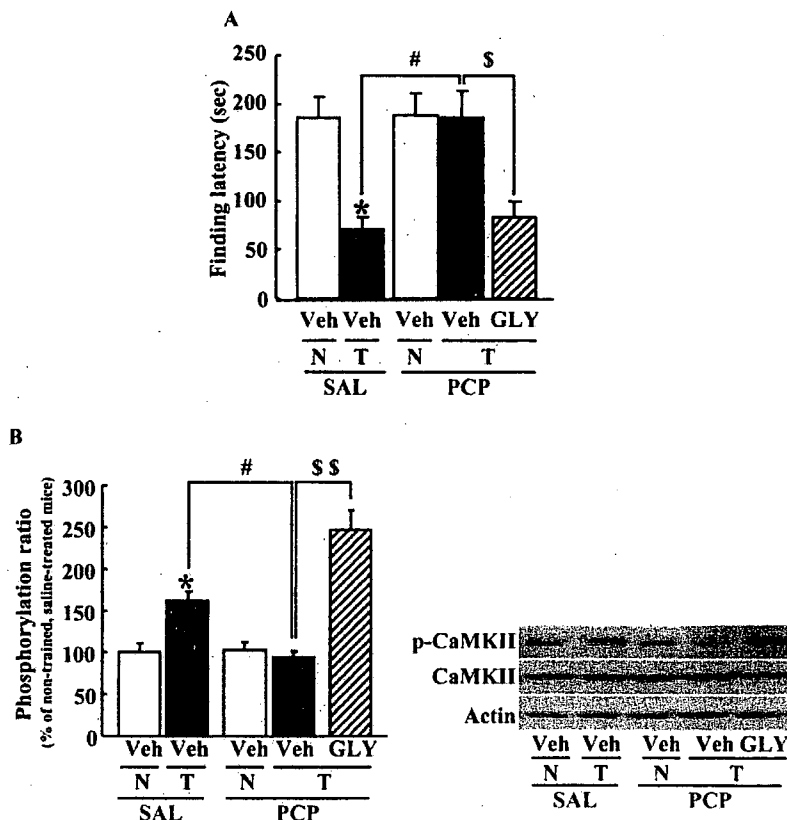 A
250
200
150
100
50
0
Finding latency (sec)
*
#
$
Veh Veh Veh Veh GLY
N T N T
SAL PCP
B
300
250
200
150
100
50
0
Phosphorylation ratio
(% of non-trained, saline-treated mice)
*
#
$ $
Veh Veh Veh Veh GLY
N T N T
SAL PCP
p-CaMKII
CaMKII
Actin
Veh Veh Veh Veh GLY
N T N T
SAL PCP